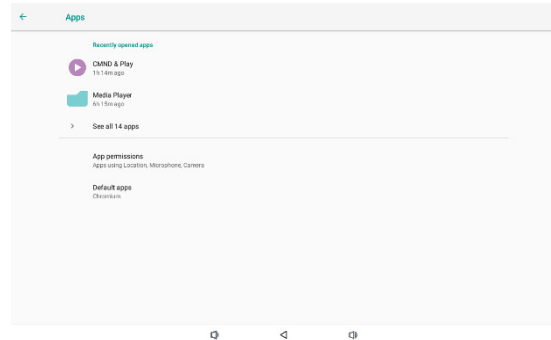 Apps
Recently opened apps
CMND & Play
1h 14m ago
Media Player
6h 15m ago
See all 14 apps
App permissions
Apps using Location, Microphone, Camera
Default apps
Chromium